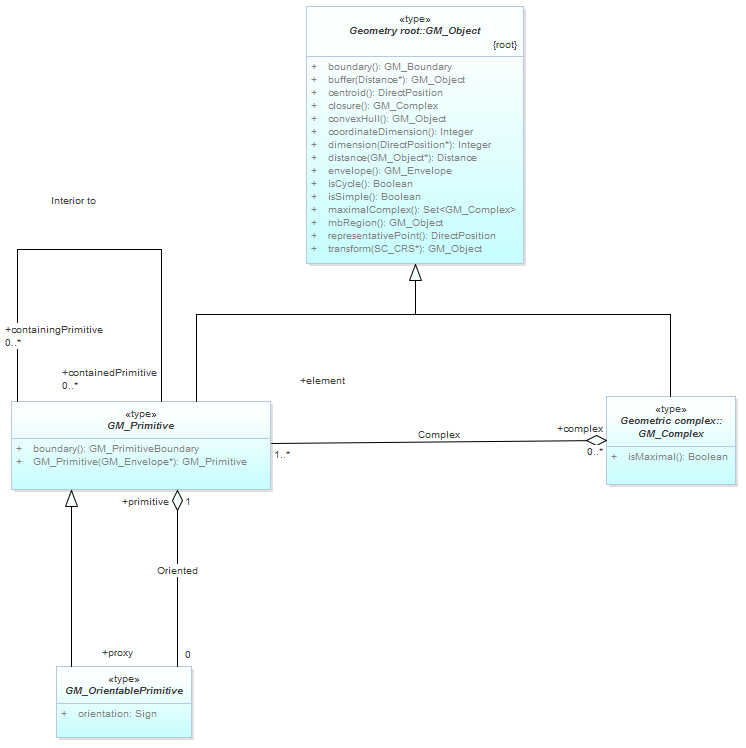 «type»
Geometry root::GM_Object
{root}
+ boundary(): GM_Boundary
+ buffer(Distance*): GM_Object
+ centroid(): DirectPosition
+ closure(): GM_Complex
+ convexHull(): GM_Object
+ coordinateDimension(): Integer
+ dimension(DirectPosition*): Integer
+ distance(GM_Object*): Distance
+ envelope(): GM_Envelope
+ isCycle(): Boolean
+ isSimple(): Boolean
+ maximalComplex(): Set<GM_Complex>
+ mbRegion(): GM_Object
+ representativePoint(): DirectPosition
+ transform(SC_CRS*): GM_Object
Interior to
+containingPrimitive
0..*
+containedPrimitive
0..*
+element
«type»
GM_Primitive
+ boundary(): GM_PrimitiveBoundary
+ GM_Primitive(GM_Envelope*): GM_Primitive
1..*
Complex
+complex
0..*
«type»
Geometric complex::
GM_Complex
+ isMaximal(): Boolean
+primitive
1
Oriented
+proxy
0
«type»
GM_OrientablePrimitive
+ orientation: Sign